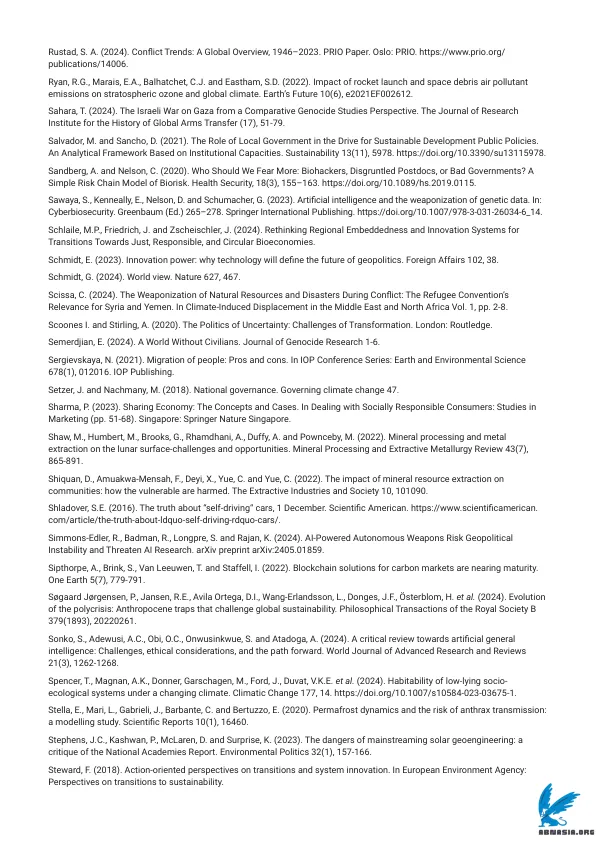 Rustad, S. A. (2024). Conflict Trends: A Global Overview, 1946–2023. PRIO Paper. Oslo: PRIO. https://www.prio.org/
publications/14006.
Ryan, R.G., Marais, E.A., Balhatchet, C.J. and Eastham, S.D. (2022). Impact of rocket launch and space debris air pollutant
emissions on stratospheric ozone and global climate. Earth's Future 10(6), e2021EF002612.
Sahara, T. (2024). The Israeli War on Gaza from a Comparative Genocide Studies Perspective. The Journal of Research
Institute for the History of Global Arms Transfer (17), 51-79.
Salvador, M. and Sancho, D. (2021). The Role of Local Government in the Drive for Sustainable Development Public Policies.
An Analytical Framework Based on Institutional Capacities. Sustainability 13(11), 5978. https://doi.org/10.3390/su13115978.
Sandberg, A. and Nelson, C. (2020). Who Should We Fear More: Biohackers, Disgruntled Postdocs, or Bad Governments? A
Simple Risk Chain Model of Biorisk. Health Security, 18(3), 155–163. https://doi.org/10.1089/hs.2019.0115.
Sawaya, S., Kenneally, E., Nelson, D. and Schumacher, G. (2023). Artificial intelligence and the weaponization of genetic data. In:
Cyberbiosecurity. Greenbaum (Ed.) 265–278. Springer International Publishing. https://doi.org/10.1007/978-3-031-26034-6_14.
Schlaile, M.P., Friedrich, J. and Zscheischler, J. (2024). Rethinking Regional Embeddedness and Innovation Systems for
Transitions Towards Just, Responsible, and Circular Bioeconomies.
Schmidt, E. (2023). Innovation power: why technology will define the future of geopolitics. Foreign Affairs 102, 38.
Schmidt, G. (2024). World view. Nature 627, 467.
Scissa, C. (2024). The Weaponization of Natural Resources and Disasters During Conflict: The Refugee Convention's
Relevance for Syria and Yemen. In Climate-Induced Displacement in the Middle East and North Africa Vol. 1, pp. 2-8.
Scoones I. and Stirling, A. (2020). The Politics of Uncertainty: Challenges of Transformation. London: Routledge.
Semerdjian, E. (2024). A World Without Civilians. Journal of Genocide Research 1-6.
Sergievskaya, N. (2021). Migration of people: Pros and cons. In IOP Conference Series: Earth and Environmental Science
678(1), 012016. IOP Publishing.
Setzer, J. and Nachmany, M. (2018). National governance. Governing climate change 47.
Sharma, P. (2023). Sharing Economy: The Concepts and Cases. In Dealing with Socially Responsible Consumers: Studies in
Marketing (pp. 51-68). Singapore: Springer Nature Singapore.
Shaw, M., Humbert, M., Brooks, G., Rhamdhani, A., Duffy, A. and Pownceby, M. (2022). Mineral processing and metal
extraction on the lunar surface-challenges and opportunities. Mineral Processing and Extractive Metallurgy Review 43(7),
865-891.
Shiquan, D., Amuakwa-Mensah, F., Deyi, X., Yue, C. and Yue, C. (2022). The impact of mineral resource extraction on
communities: how the vulnerable are harmed. The Extractive Industries and Society 10, 101090.
Shladover, S.E. (2016). The truth about “self-driving” cars, 1 December. Scientific American. https://www.scientificamerican.
com/article/the-truth-about-ldquo-self-driving-rdquo-cars/.
Simmons-Edler, R., Badman, R., Longpre, S. and Rajan, K. (2024). AI-Powered Autonomous Weapons Risk Geopolitical
Instability and Threaten AI Research. arXiv preprint arXiv:2405.01859.
Sipthorpe, A., Brink, S., Van Leeuwen, T. and Staffell, I. (2022). Blockchain solutions for carbon markets are nearing maturity.
One Earth 5(7), 779-791.
Søgaard Jørgensen, P., Jansen, R.E., Avila Ortega, D.I., Wang-Erlandsson, L., Donges, J.F., Österblom, H. et al. (2024). Evolution
of the polycrisis: Anthropocene traps that challenge global sustainability. Philosophical Transactions of the Royal Society B
379(1893), 20220261.
Sonko, S., Adewusi, A.C., Obi, O.C., Onwusinkwue, S. and Atadoga, A. (2024). A critical review towards artificial general
intelligence: Challenges, ethical considerations, and the path forward. World Journal of Advanced Research and Reviews
21(3), 1262-1268.
Spencer, T., Magnan, A.K., Donner, Garschagen, M., Ford, J., Duvat, V.K.E. et al. (2024). Habitability of low-lying socio-
ecological systems under a changing climate. Climatic Change 177, 14. https://doi.org/10.1007/s10584-023-03675-1.
Stella, E., Mari, L., Gabrieli, J., Barbante, C. and Bertuzzo, E. (2020). Permafrost dynamics and the risk of anthrax transmission:
a modelling study. Scientific Reports 10(1), 16460.
Stephens, J.C., Kashwan, P., McLaren, D. and Surprise, K. (2023). The dangers of mainstreaming solar geoengineering: a
critique of the National Academies Report. Environmental Politics 32(1), 157-166.
Steward, F. (2018). Action-oriented perspectives on transitions and system innovation. In European Environment Agency:
Perspectives on transitions to sustainability.
ABNASIA.ORG